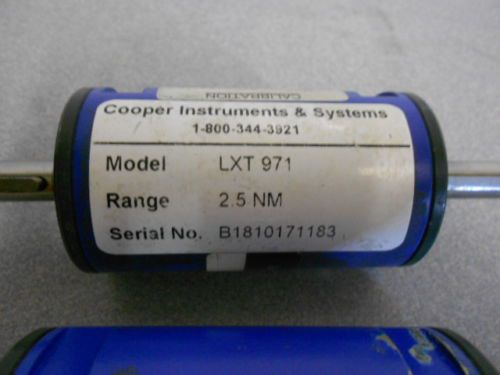 CALIBRATION
Cooper Instruments & Systems
1-800-344-3921
Model LXT 971
Range 2.5 NM
Serial No. B1810171183